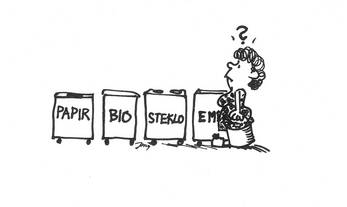 ?
PAPIR
BIO
STEKLO
EM